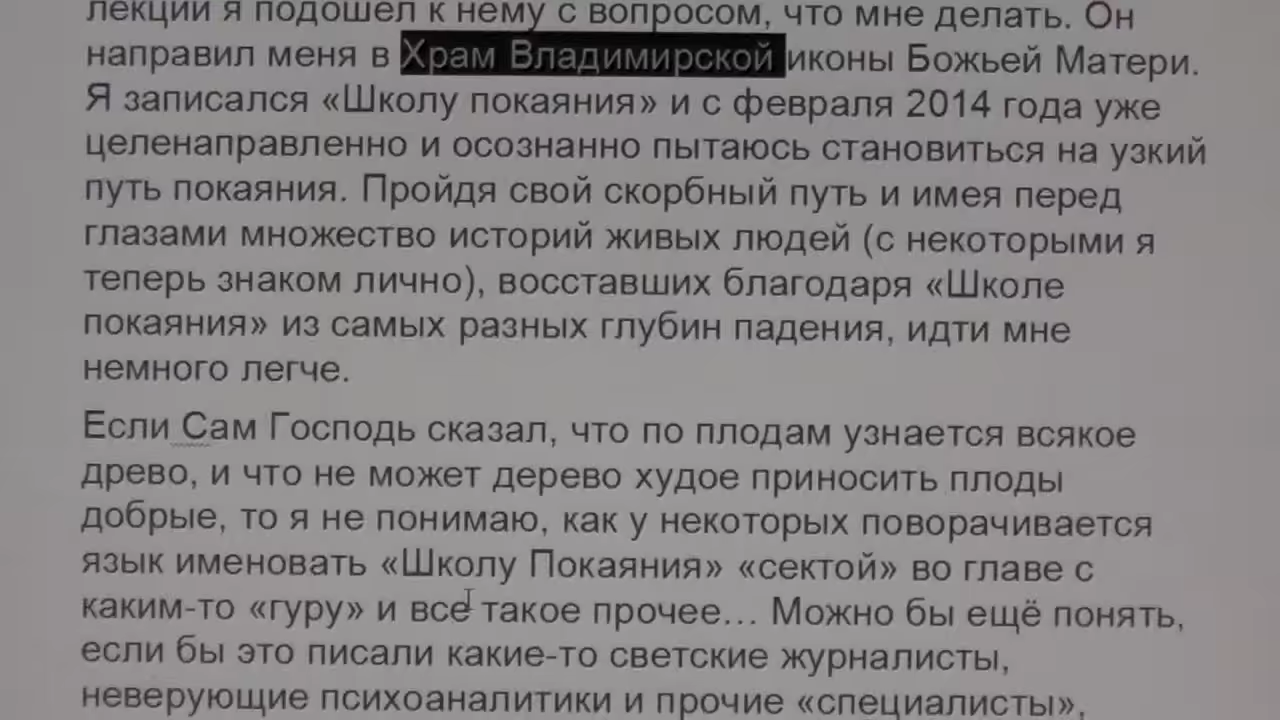 лекции я подошел к нему с вопросом, что мне делать. Он
направил меня в Храм Владимирской иконы Божьей Матери.
Я записался «Школу покаяния» и с февраля 2014 года уже
целенаправленно и осознанно пытаюсь становиться на узкий
путь покаяния. Пройдя свой скорбный путь и имея перед
глазами множество историй живых людей (с некоторыми я
теперь знаком лично), восставших благодаря «Школе
покаяния» из самых разных глубин падения, идти мне
немного легче.
Если Сам Господь сказал, что по плодам узнается всякое
древо, и что не может дерево худое приносить плоды
добрые, то я не понимаю, как у некоторых поворачивается
язык именовать «Школу Покаяния» «сектой» во главе с
каким-то «гуру» и все такое прочее... Можно бы ещё понять,
если бы это писали какие-то светские журналисты,
неверующие психоаналитики и прочие «специалисты»,